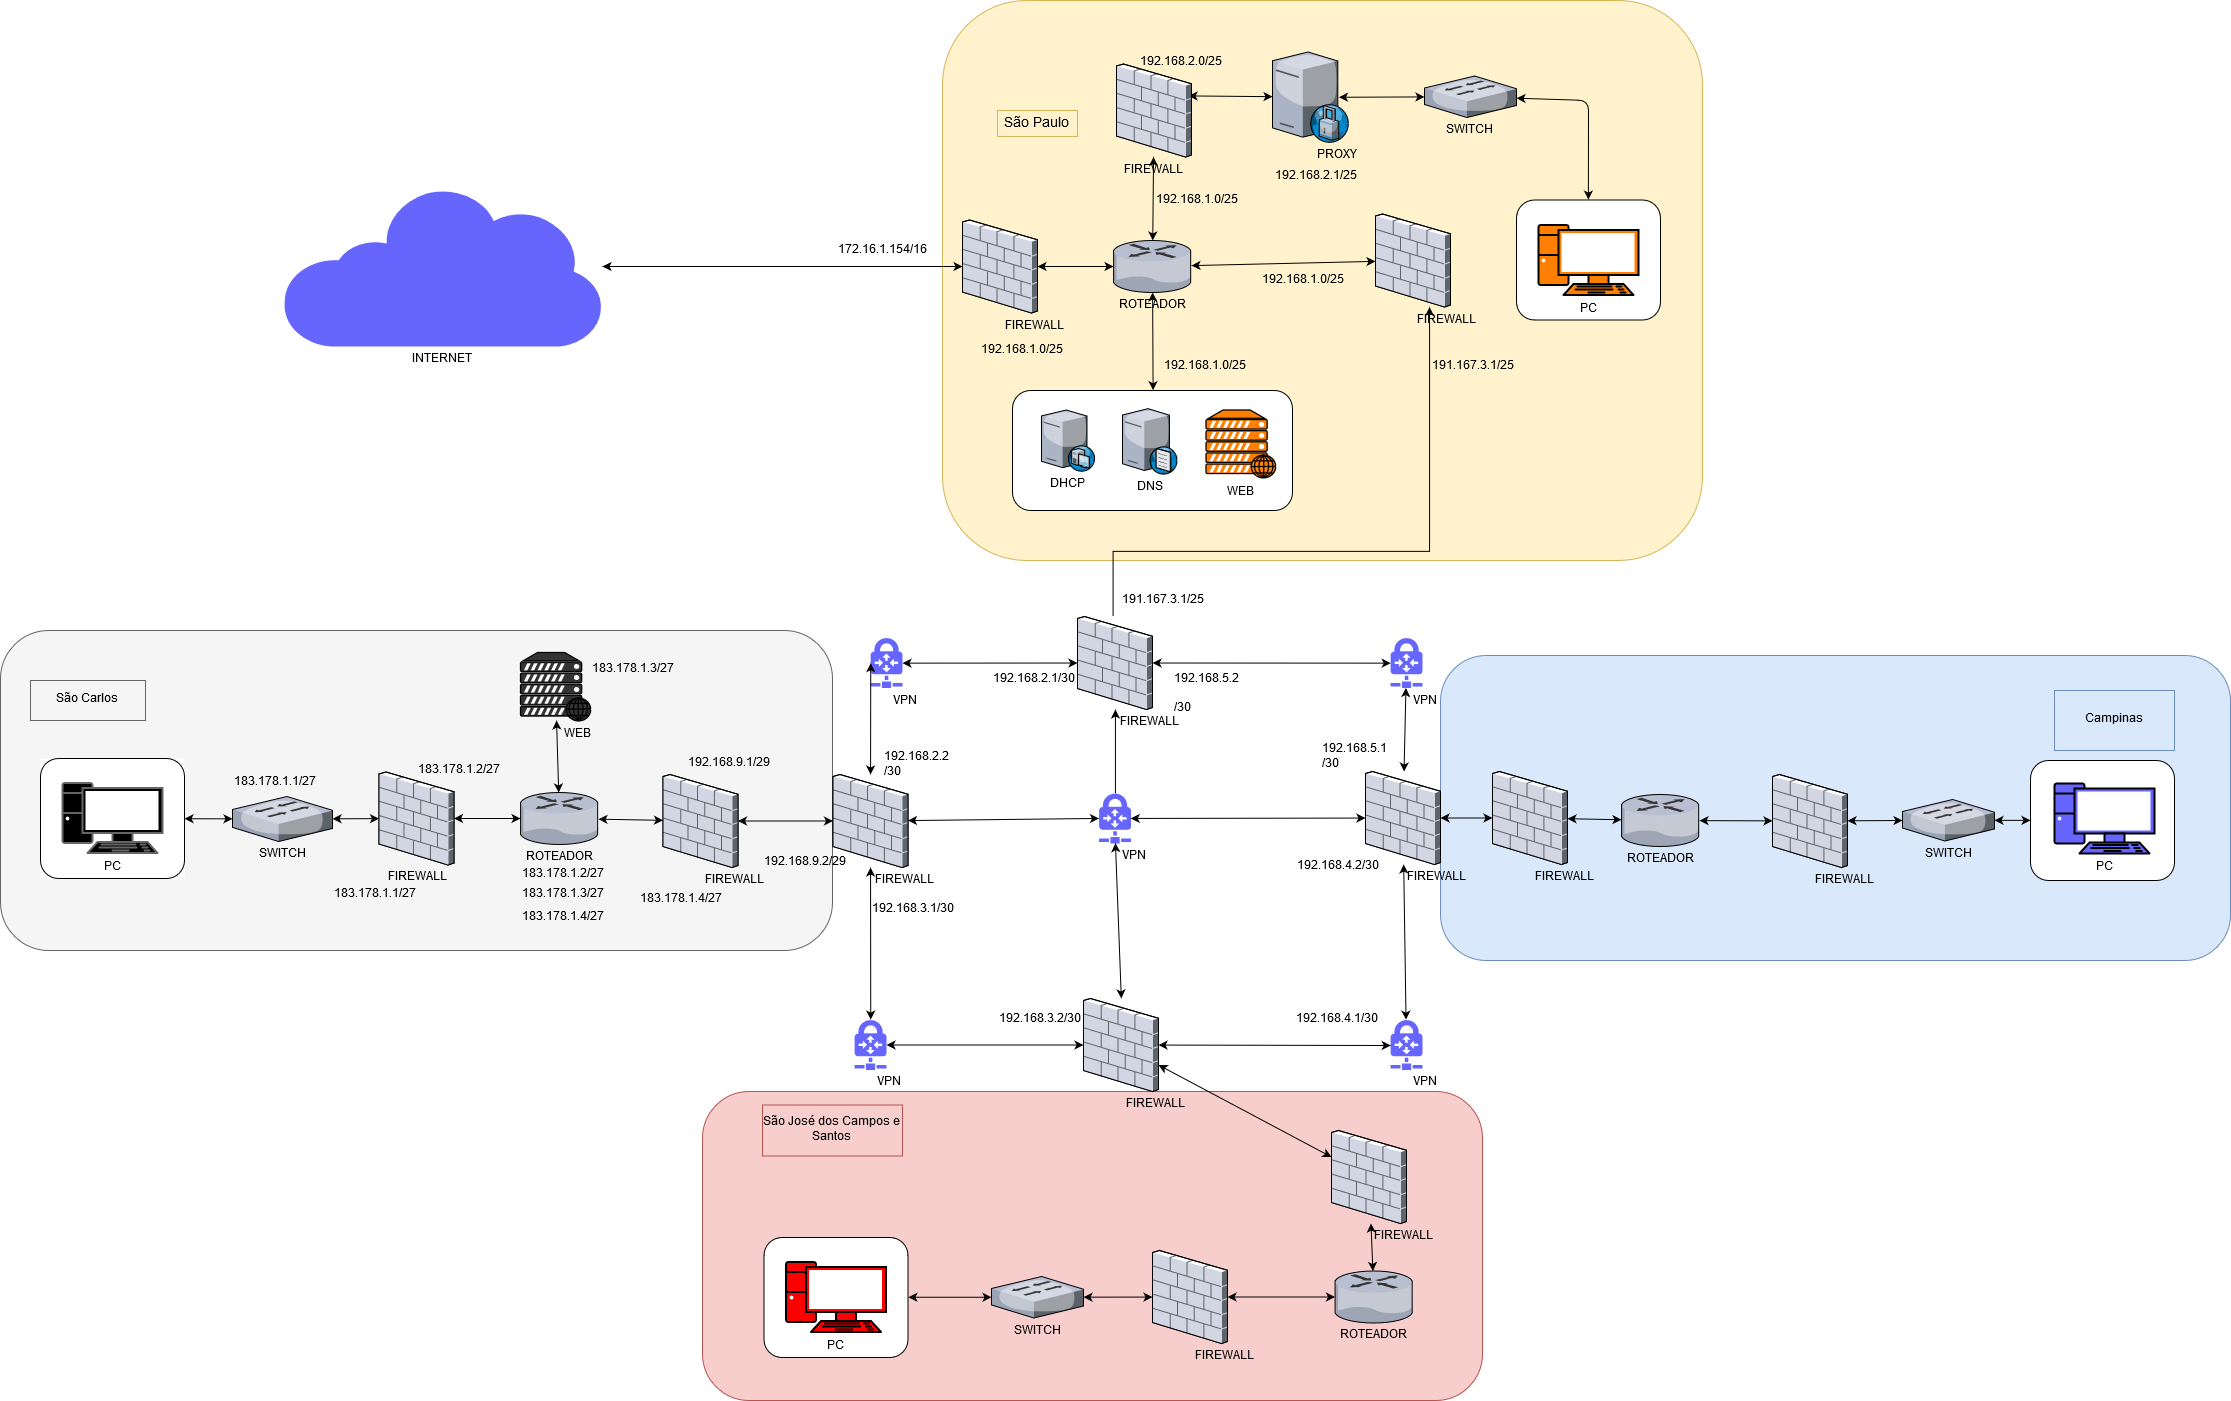 192.168.2.0/25
São Paulo
SWITCH
PROXY
FIREWALL
192.168.2.1/25
192.168.1.0/25
172.16.1.154/16
192.168.1.0/25
ROTEADOR
PC
FIREWALL
FIREWALL
192.168.1.0/25
INTERNET
192.168.1.0/25
191.167.3.1/25
DHCP
DNS
WEB
191.167.3.1/25
São Carlos
183.178.1.3/27
WEB
192.168.2.1/30
192.168.5.2
/30
VPN
FIREWALL
VPN
Campinas
183.178.1.1/27
183.178.1.2/27
192.168.9.1/29
192.168.2.2
/30
192.168.5.1
/30
PC
SWITCH
FIREWALL
183.178.1.1/27
ROTEADOR
183.178.1.2/27
183.178.1.3/27
183.178.1.4/27
FIREWALL
183.178.1.4/27
192.168.9.2/29
FIREWALL
192.168.3.1/30
VPN
192.168.4.2/30
FIREWALL
FIREWALL
ROTEADOR
FIREWALL
SWITCH
PC
192.168.3.2/30
192.168.4.1/30
VPN
FIREWALL
VPN
São José dos Campos e
Santos
FIREWALL
PC
SWITCH
FIREWALL
ROTEADOR